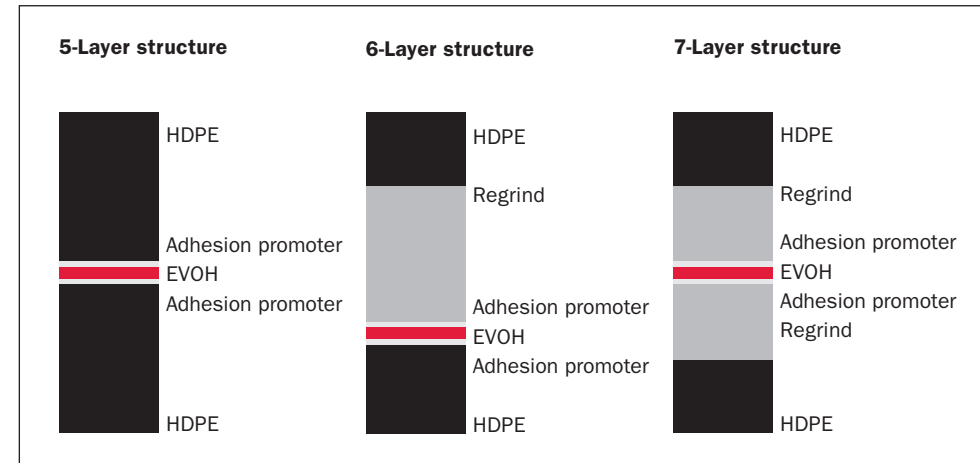 5-Layer structure
HDPE
Adhesion promoter
EVOH
Adhesion promoter
HDPE
6-Layer structure
HDPE
Regrind
Adhesion promoter
EVOH
Adhesion promoter
HDPE
7-Layer structure
HDPE
Regrind
Adhesion promoter
EVOH
Adhesion promoter
Regrind
HDPE